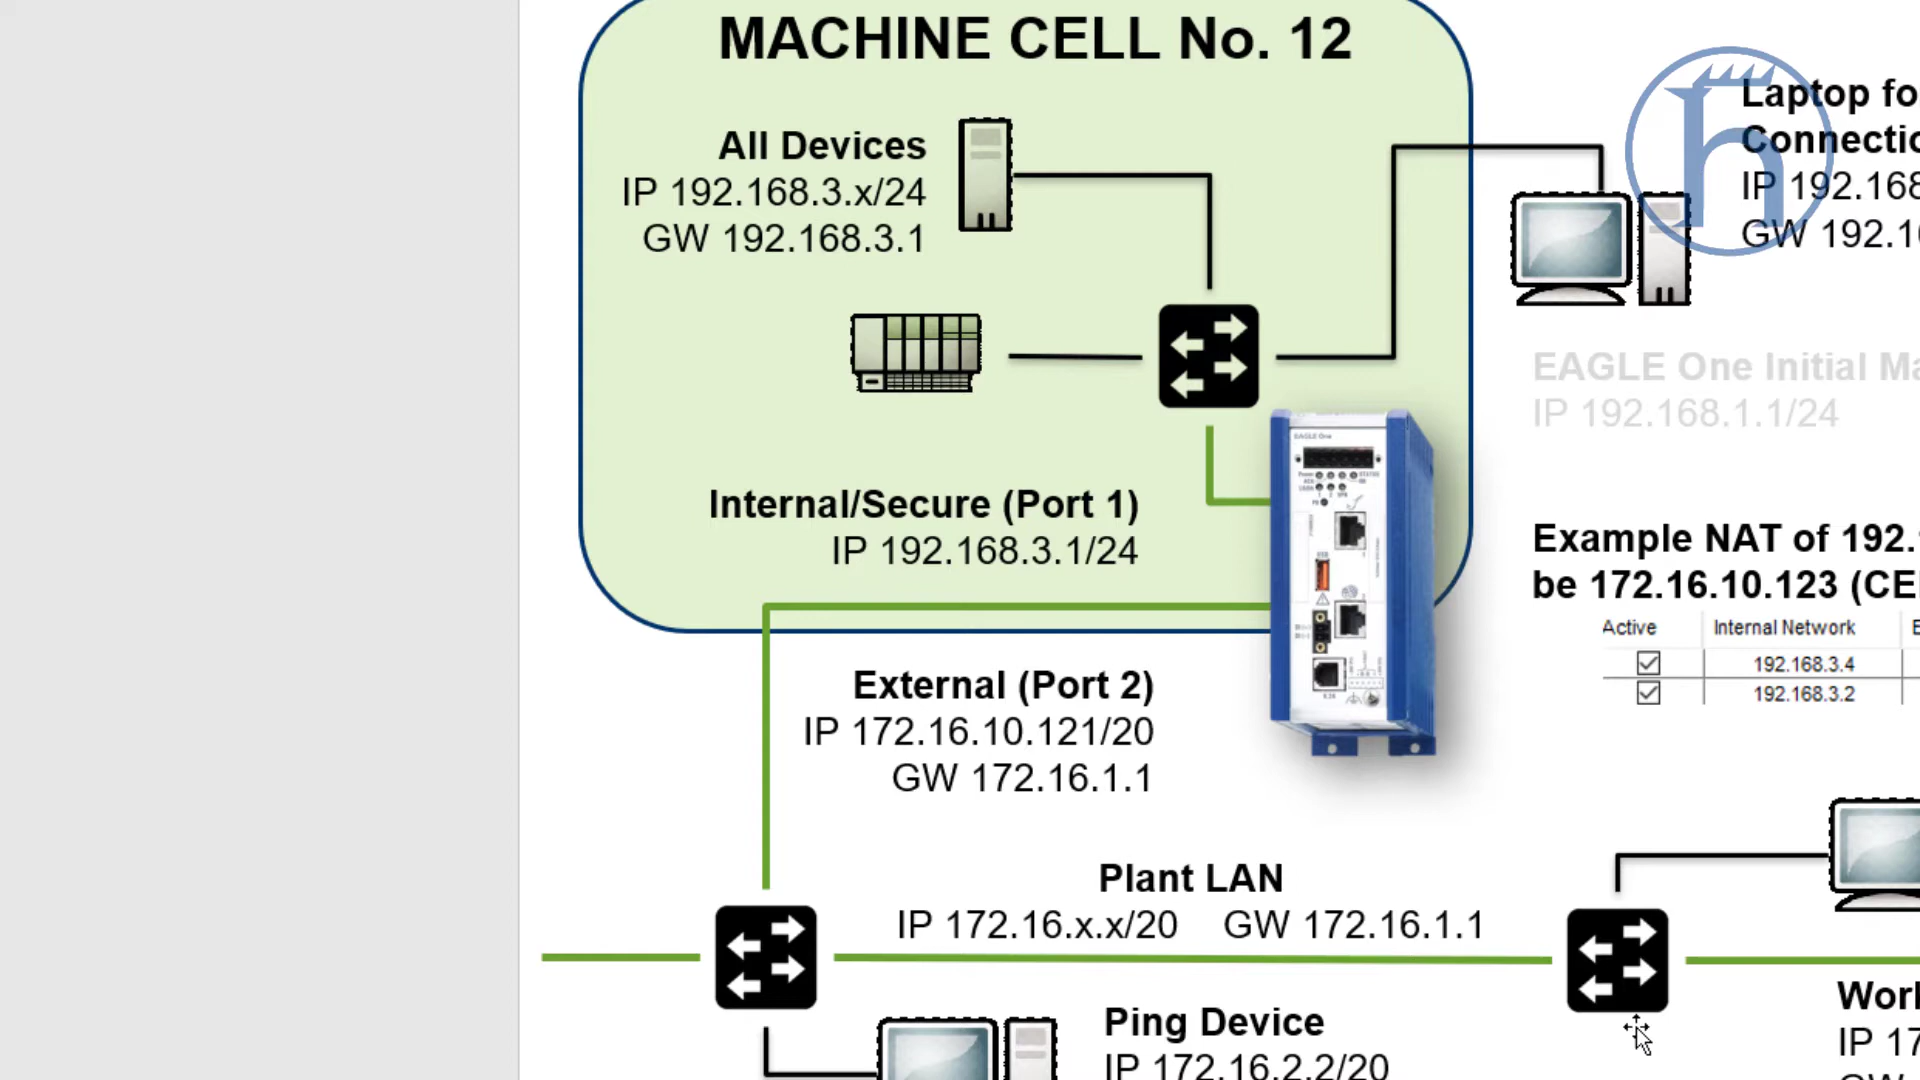 MACHINE CELL No. 12
All Devices
IP 192.168.3.x/24
GW 192.168.3.1
Laptop fo
Connectio
IP 192.168
GW 192.1
EAGLE One Initial Ma
IP 192.168.1.1/24
EAGLE One
Internal/Secure (Port 1)
IP 192.168.3.1/24
Example NAT of 192.
be 172.16.10.123 (CE
Active Internal Network E
192.168.3.4
192.168.3.2
External (Port 2)
IP 172.16.10.121/20
GW 172.16.1.1
Plant LAN
IP 172.16.x.x/20 GW 172.16.1.1
Ping Device
IP 172.16.2.2/20
Work
IP 17